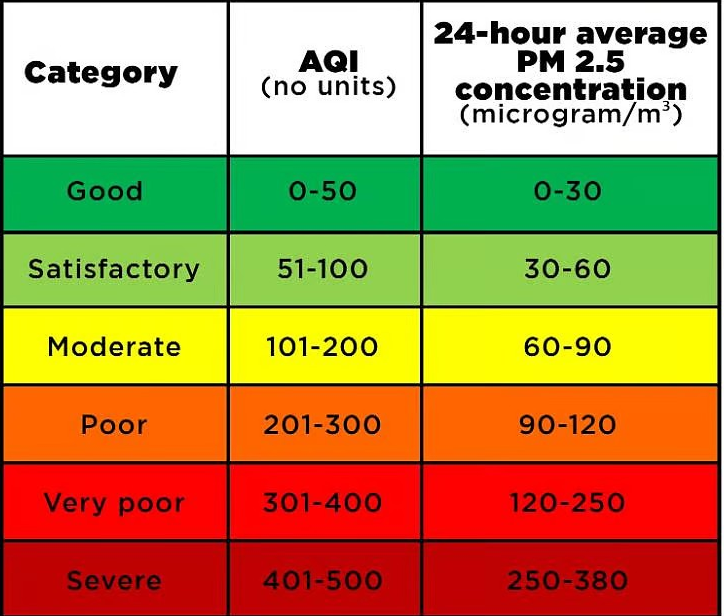 Category
AQI
(no units)
24-hour average
PM 2.5
concentration
(microgram/m³)
Good
0-50
0-30
Satisfactory
51-100
30-60
Moderate
101-200
60-90
Poor
201-300
90-120
Very poor
301-400
120-250
Severe
401-500
250-380